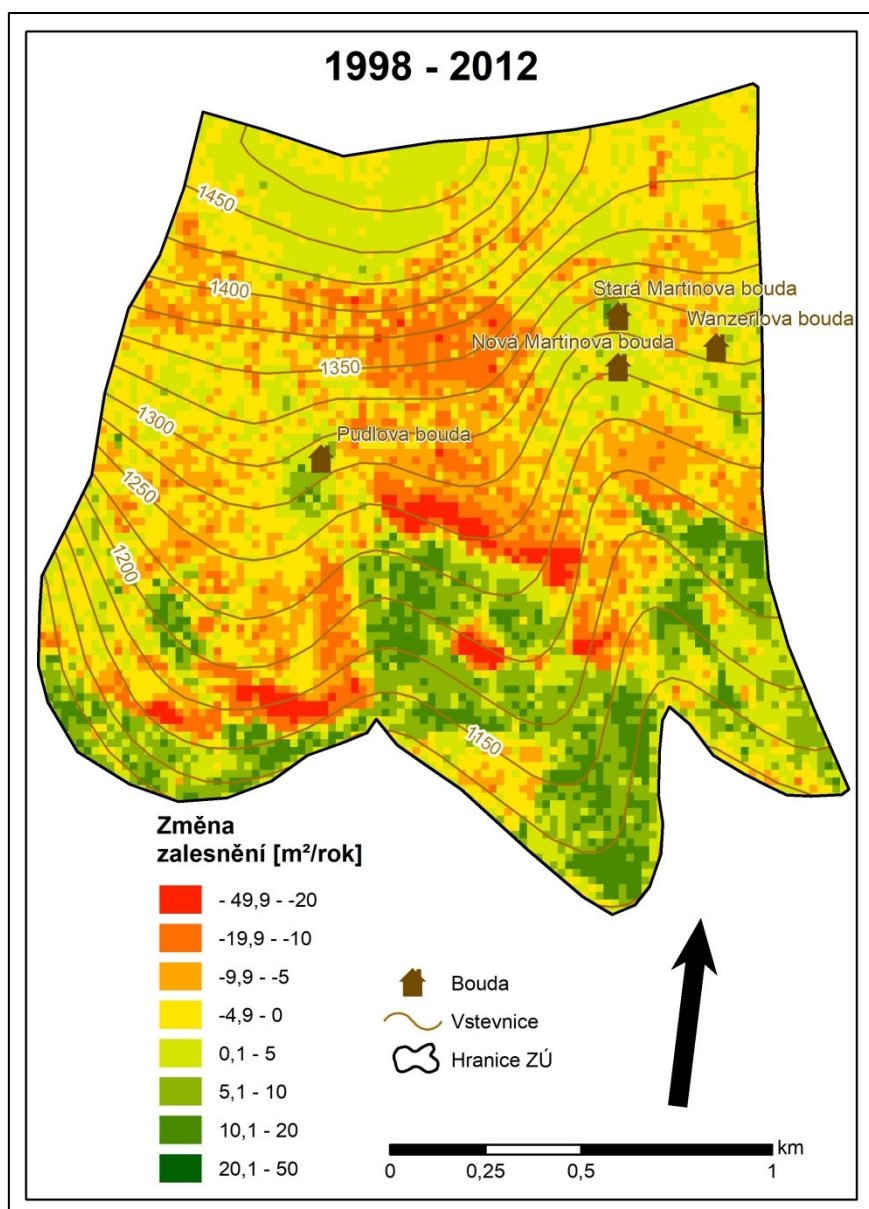 1998 - 2012
1450
1400
Stará Martinova bouda
Wanzerlova bouda
Nová Martinova bouda
1350
1300
Pudlova bouda
1250
1200
1150
Změna
zalesnění [m²/rok]
- 49,9 - -20
-19,9 - -10
-9,9 - -5
-4,9 - 0
0,1 - 5
5,1 - 10
10,1 - 20
20,1 - 50
Bouda
Vstevnice
Hranice ZÚ
km
0 0,25 0,5 1